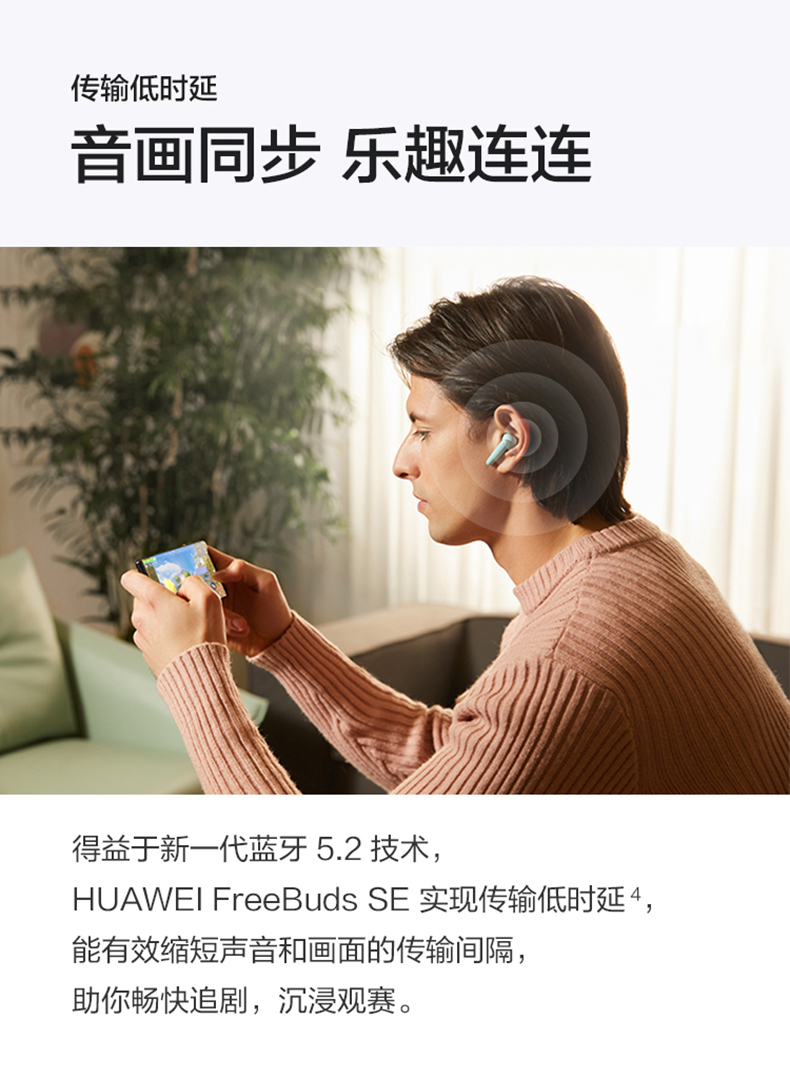 传输低时延
音画同步 乐趣连连
得益于新一代蓝牙 5.2 技术，
HUAWEI FreeBuds SE 实现传输低时延⁴，
能有效缩短声音和画面的传输间隔，
助你畅快追剧，沉浸观赛。